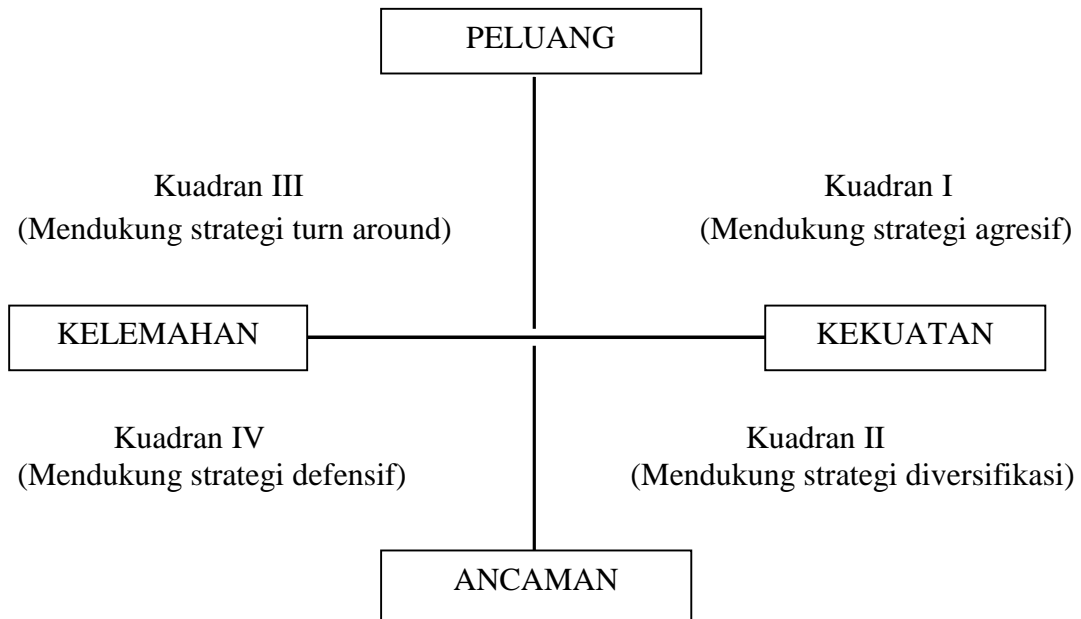 PELUANG
Kuadran III
(Mendukung strategi turn around)
Kuadran I
(Mendukung strategi agresif)
KELEMAHAN
KEKUATAN
Kuadran IV
(Mendukung strategi defensif)
Kuadran II
(Mendukung strategi diversifikasi)
ANCAMAN